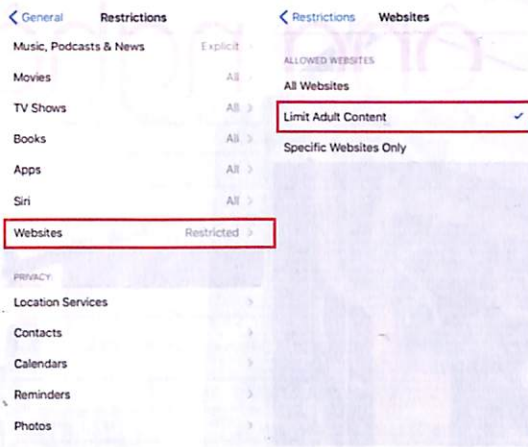 General Restrictions
Music, Podcasts & News Explicit
Movies All
TV Shows All
Books All
Apps All
Siri All
Websites Restricted
PRIVACY:
Location Services
Contacts
Calendars
Reminders
Photos
Restrictions Websites
ALLOWED WEBSITES
All Websites
Limit Adult Content
Specific Websites Only